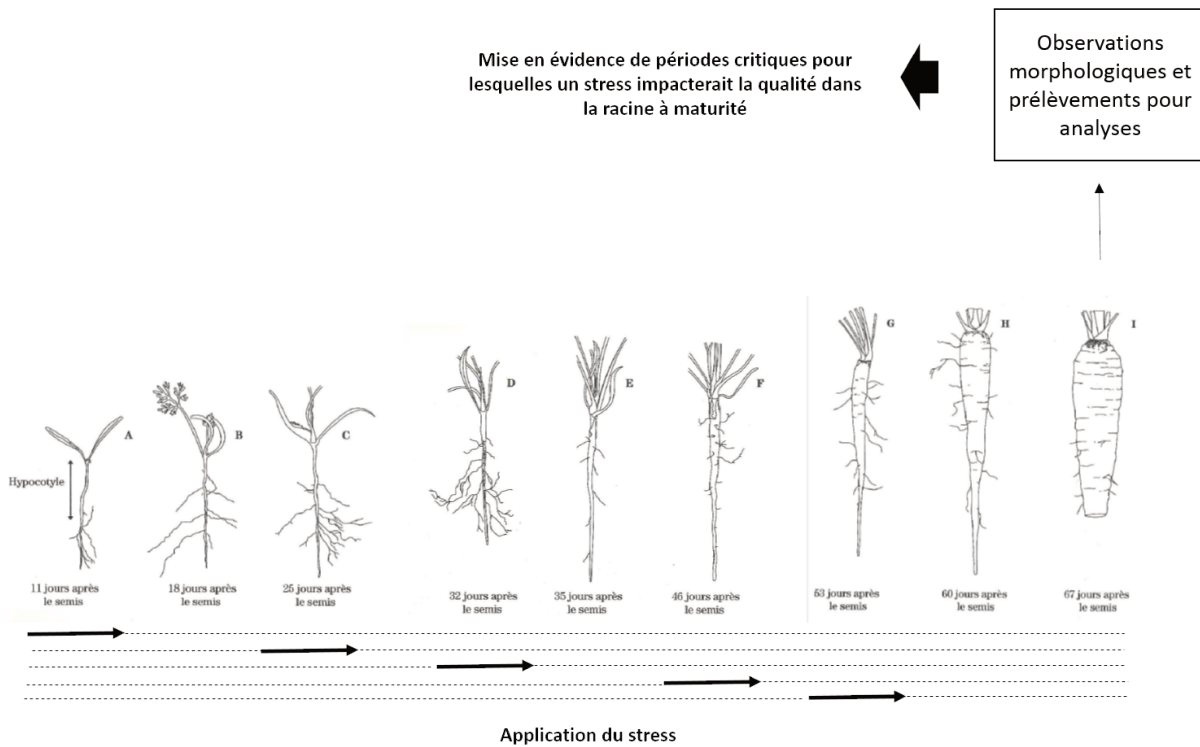 Mise en évidence de périodes critiques pour
lesquelles un stress impacterait la qualité dans
la racine à maturité
Observations
morphologiques et
prélèvements pour
analyses
A
B
C
D
E
F
G
H
I
Hypocotyle
11 jours après
le semis
18 jours après
le semis
25 jours après
le semis
32 jours après
le semis
35 jours après
le semis
46 jours après
le semis
53 jours après
le semis
60 jours après
le semis
67 jours après
le semis
Application du stress